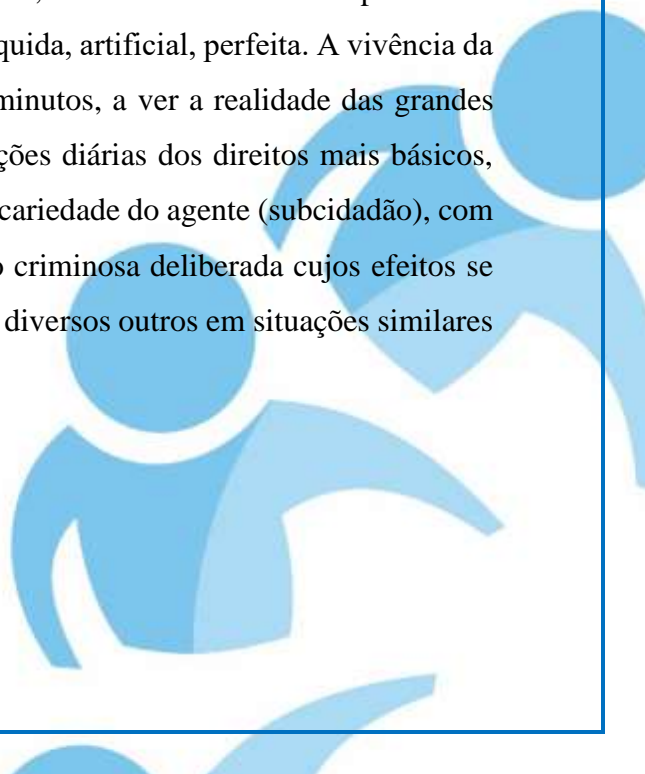 quida, artificial, perfeita. A vivência da
minutos, a ver a realidade das grandes
ções diárias dos direitos mais básicos,
cariedade do agente (subcidadão), com
o criminosa deliberada cujos efeitos se
diversos outros em situações similares